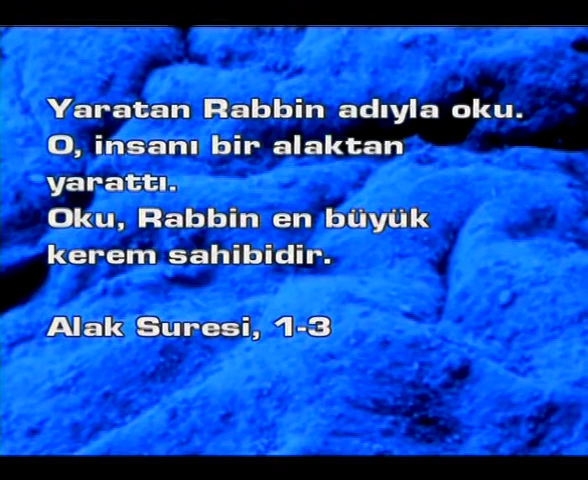 Yaratan Rabbin adıyla oku.
O, insanı bir alaktan
yarattı.
Oku, Rabbin en büyük
kerem sahibidir.
Alak Suresi, 1-3